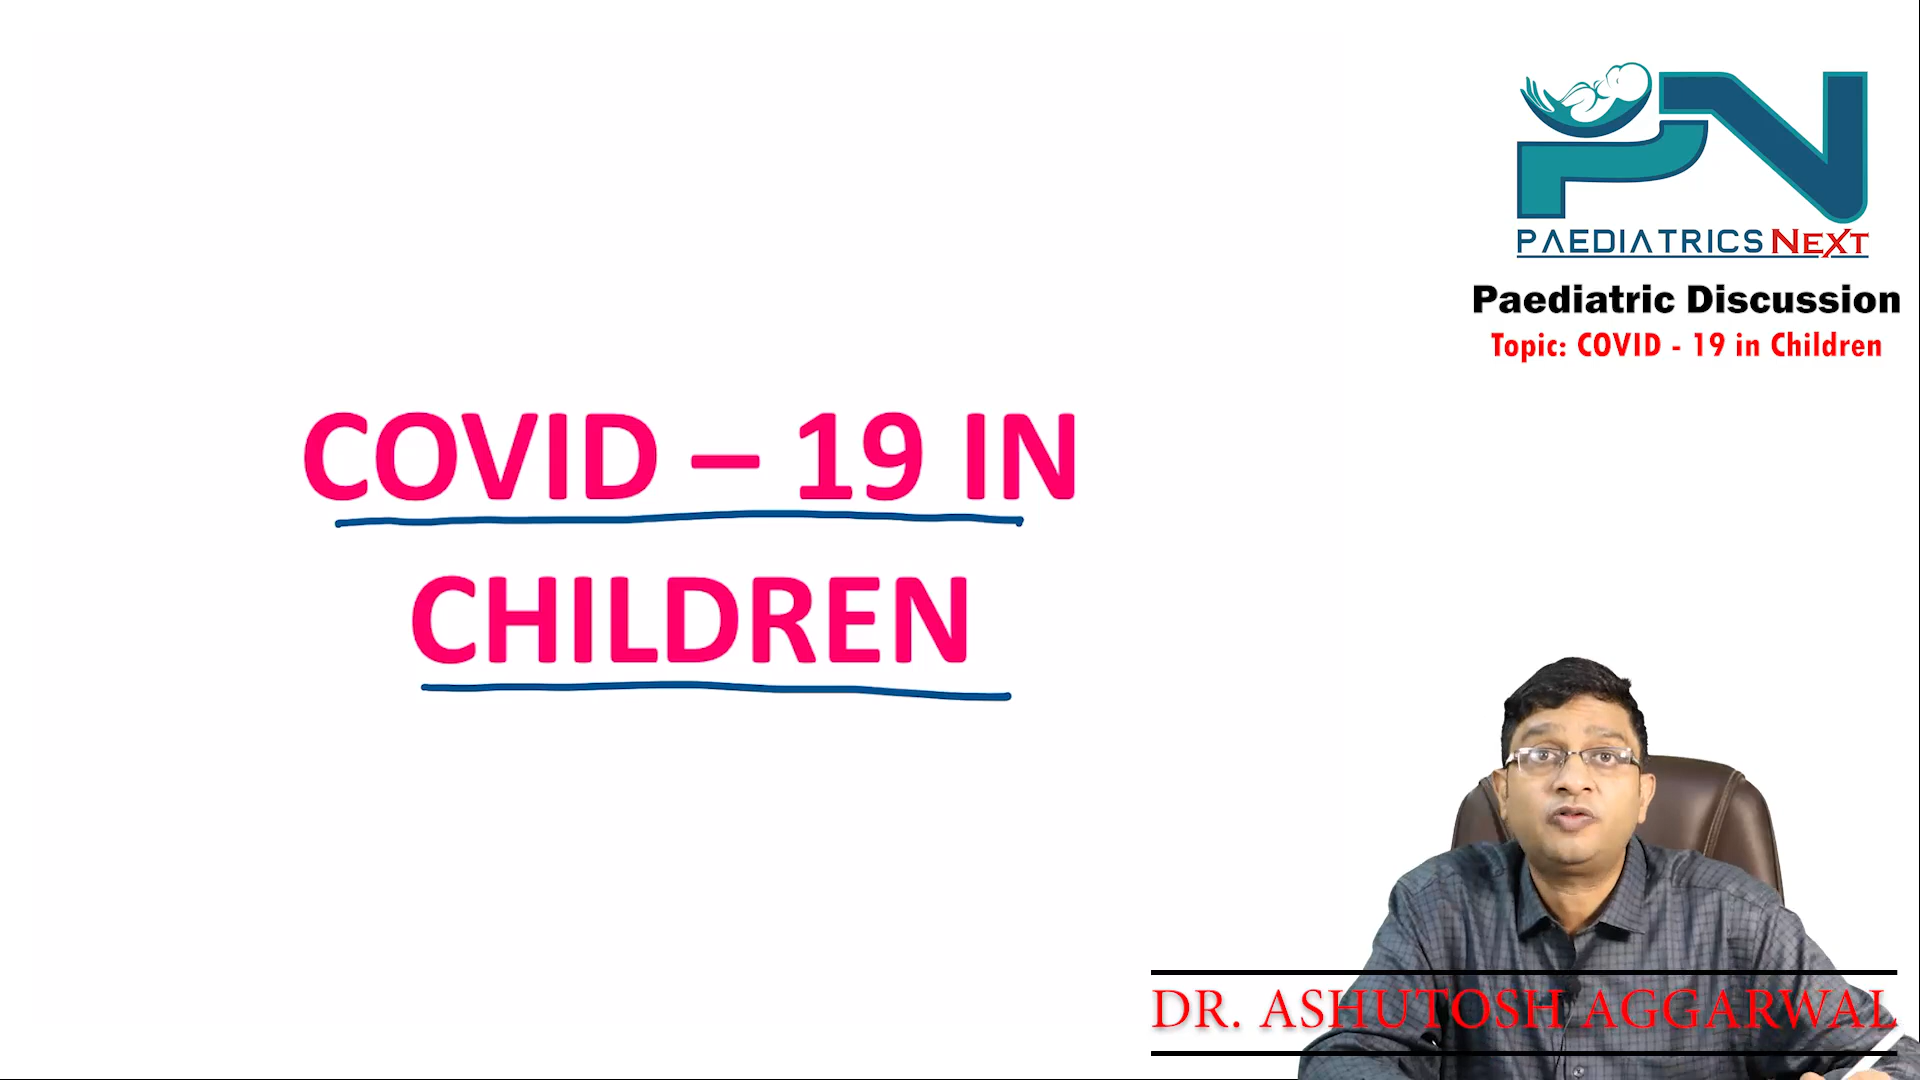 PAEDIATRICS NEXT
Paediatric Discussion
Topic: COVID - 19 in Children
COVID – 19 IN
CHILDREN
DR. ASHUTOSH AGGARWAL